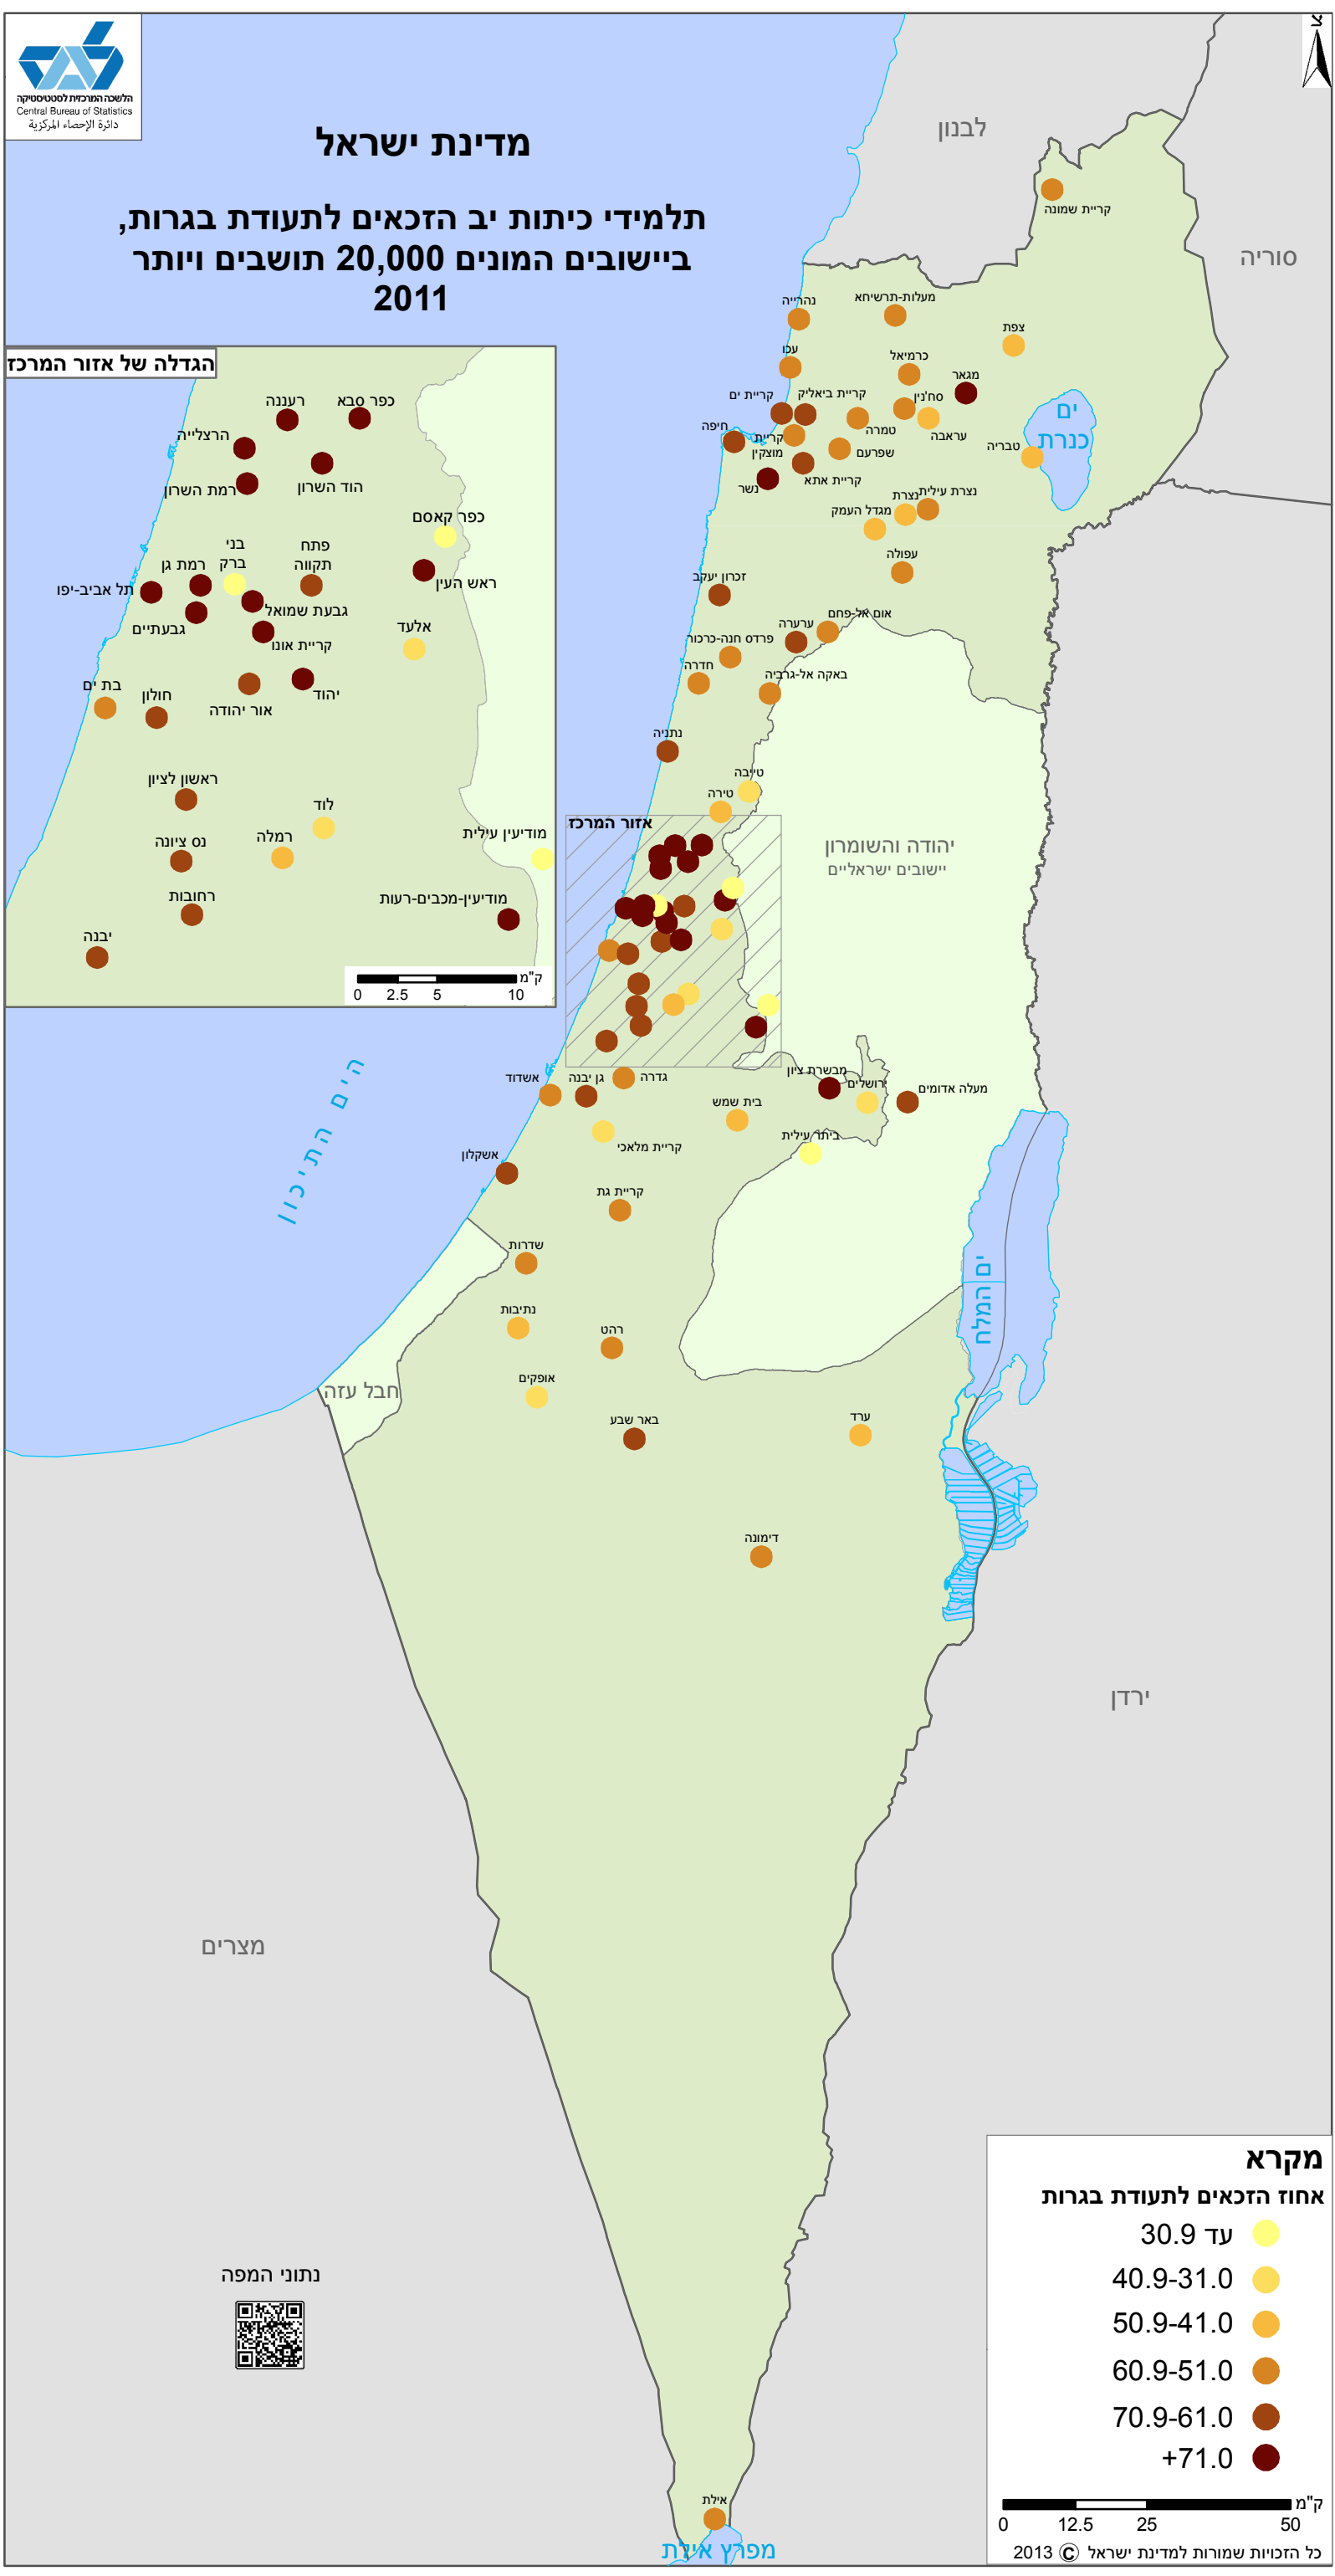 הלשכה המרכזית לסטטיסטיקה
Central Bureau of Statistics
دائرة الإحصاء المركزية
צ
מדינת ישראל
תלמידי כיתות יב הזכאים לתעודת בגרות,
ביישובים המונים 20,000 תושבים ויותר
2011
לבנון
סוריה
קריית שמונה
נהרייה
מעלות-תרשיחא
צפת
עכו
כרמיאל
מגאר
קריית ים
קריית ביאליק
סח'נין
ים
כנרת
חיפה
קריית
מוצקין
טמרה
עראבה
טבריה
שפרעם
נשר
קריית אתא
נצרת עילית
נצרת
מגדל העמק
עפולה
זכרון יעקב
אום אל-פחם
ערערה
פרדס חנה-כרכור
חדרה
באקה אל-גרביה
נתניה
טייבה
טירה
אזור המרכז
יהודה והשומרון
יישובים ישראליים
הגדלה של אזור המרכז
כפר סבא
רעננה
הרצלייה
הוד השרון
רמת השרון
כפר קאסם
בני
ברק
פתח
תקווה
רמת גן
ראש העין
תל אביב-יפו
גבעת שמואל
גבעתיים
אלעד
קריית אונו
בת ים
חולון
יהוד
אור יהודה
ראשון לציון
לוד
רמלה
נס ציונה
מודיעין עילית
רחובות
מודיעין-מכבים-רעות
יבנה
ק"מ
0 2.5 5 10
הים התיכון
מבשרת ציון
ירושלים
מעלה אדומים
גדרה
גן יבנה
אשדוד
בית שמש
ביתר עילית
קריית מלאכי
אשקלון
קריית גת
שדרות
ים המלח
נתיבות
רהט
חבל עזה
אופקים
באר שבע
ערד
דימונה
ירדן
מצרים
נתוני המפה
אילת
מפרץ אילת
מקרא
אחוז הזכאים לתעודת בגרות
עד 30.9
40.9-31.0
50.9-41.0
60.9-51.0
70.9-61.0
+71.0
ק"מ
0 12.5 25 50
כל הזכויות שמורות למדינת ישראל © 2013